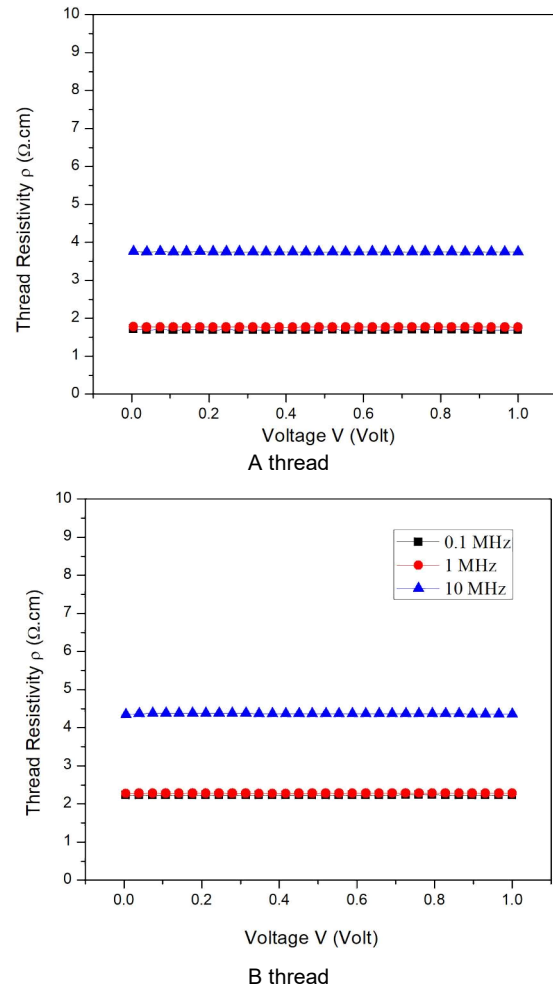 Thread Resistivity ρ (Ω.cm)
10
9
8
7
6
5
4
3
2
1
0
0.0 0.2 0.4 0.6 0.8 1.0
Voltage V (Volt)
A thread
Thread Resistivity ρ (Ω.cm)
10
9
8
7
6
5
4
3
2
1
0
0.1 MHz
1 MHz
10 MHz
0.0 0.2 0.4 0.6 0.8 1.0
Voltage V (Volt)
B thread